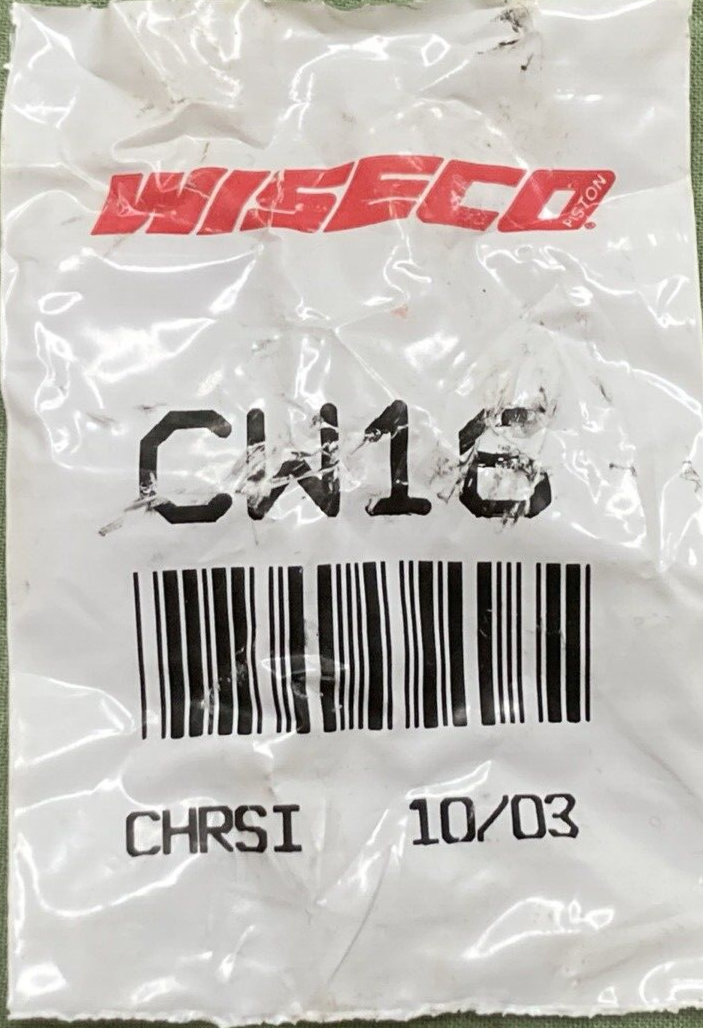 WISECO
PISTON
®
CW16
CHRSI 10/03